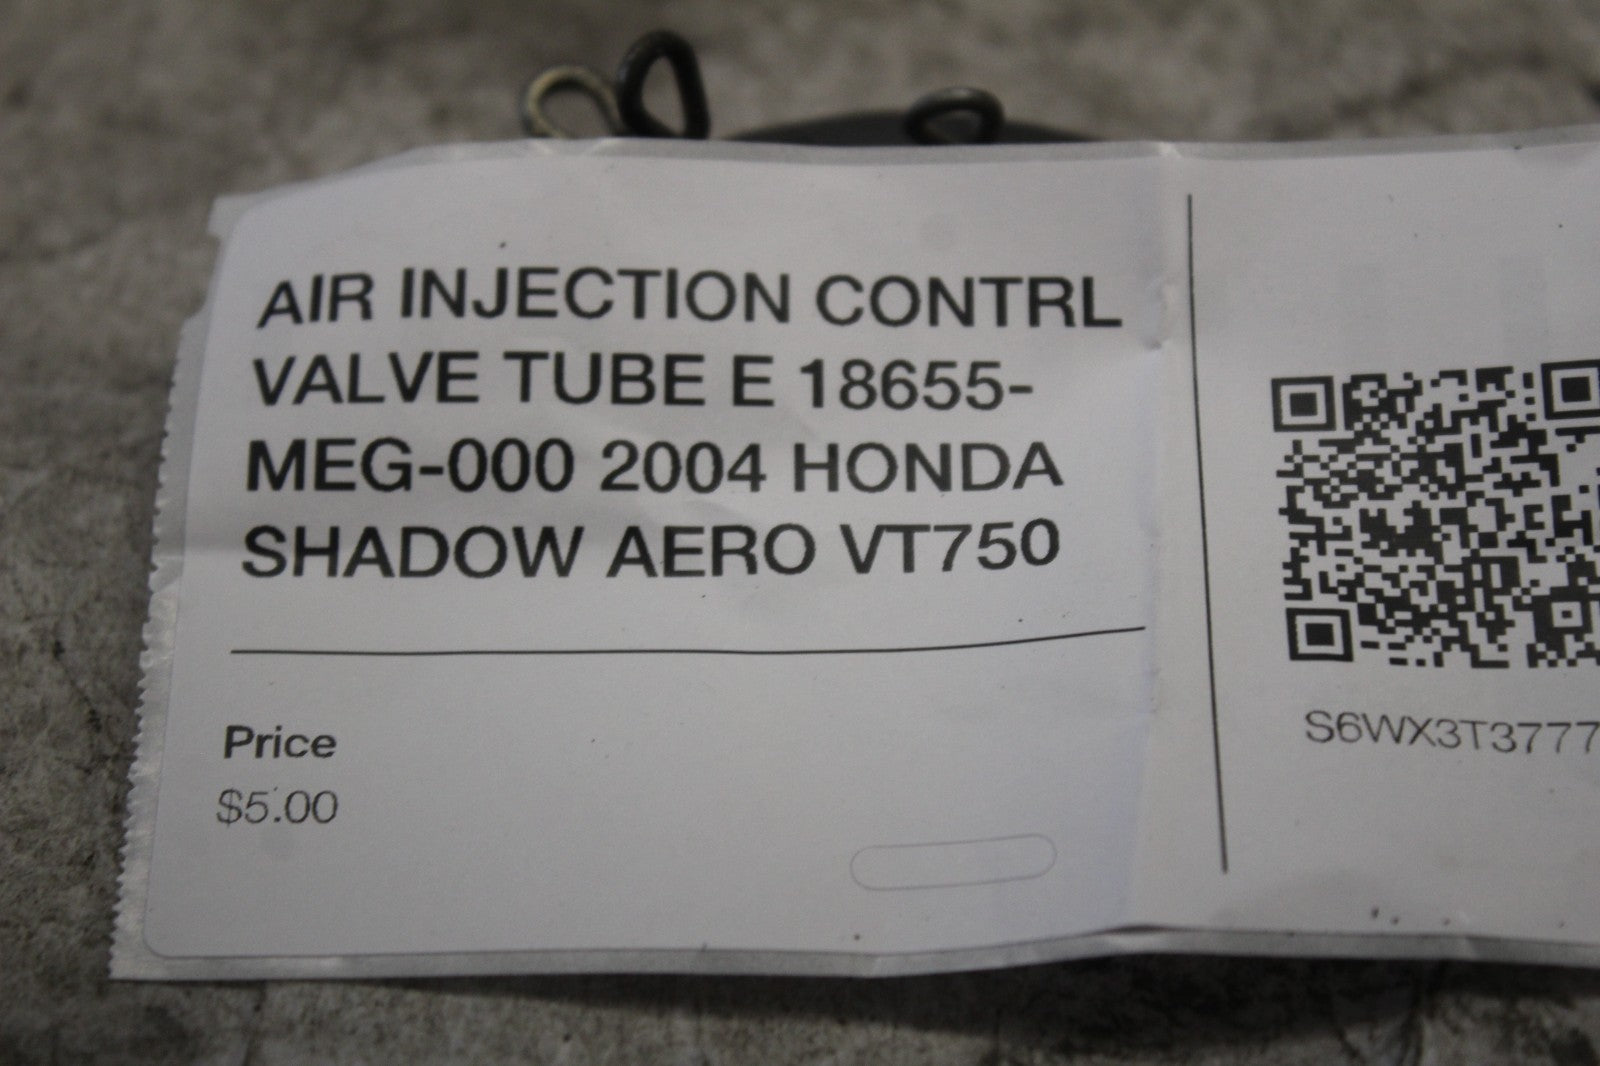 AIR INJECTION CONTRL
VALVE TUBE E 18655-
MEG-000 2004 HONDA
SHADOW AERO VT750
Price
$5.00
S6WX3T3777